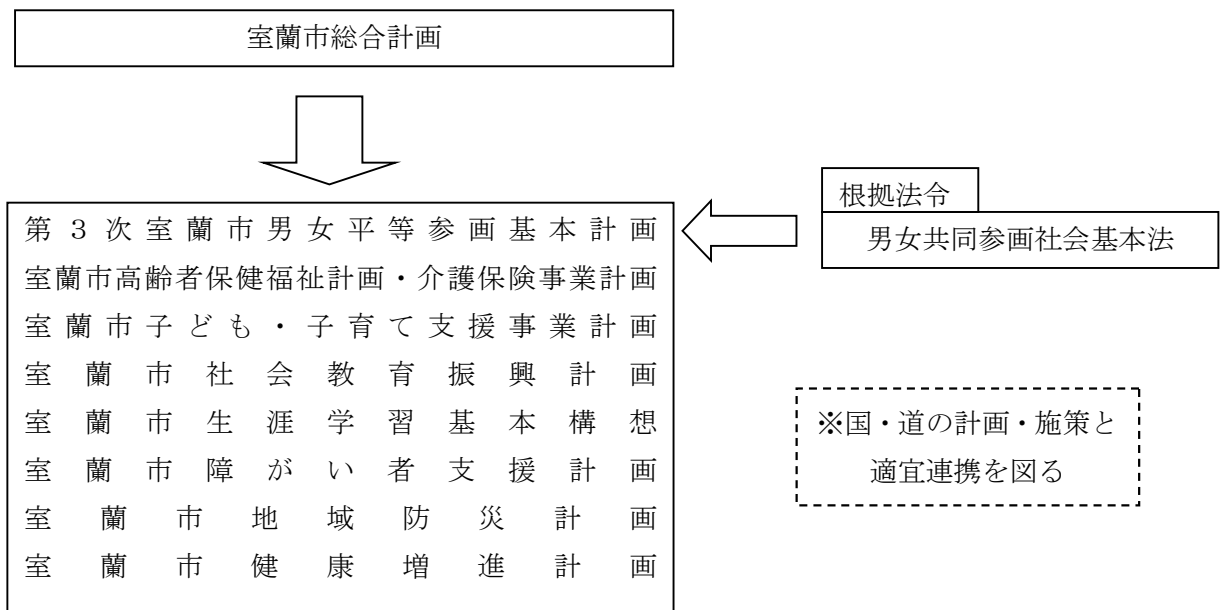 室蘭市総合計画
根拠法令
男女共同参画社会基本法
第3次室蘭市男女平等参画基本計画
室蘭市高齢者保健福祉計画・介護保険事業計画
室蘭市子ども・子育て支援事業計画
室蘭市社会教育振興計画
室蘭市生涯学習基本構想
室蘭市障がい者支援計画
室蘭市地域防災計画
室蘭市健康増進計画
※国・道の計画・施策と
適宜連携を図る